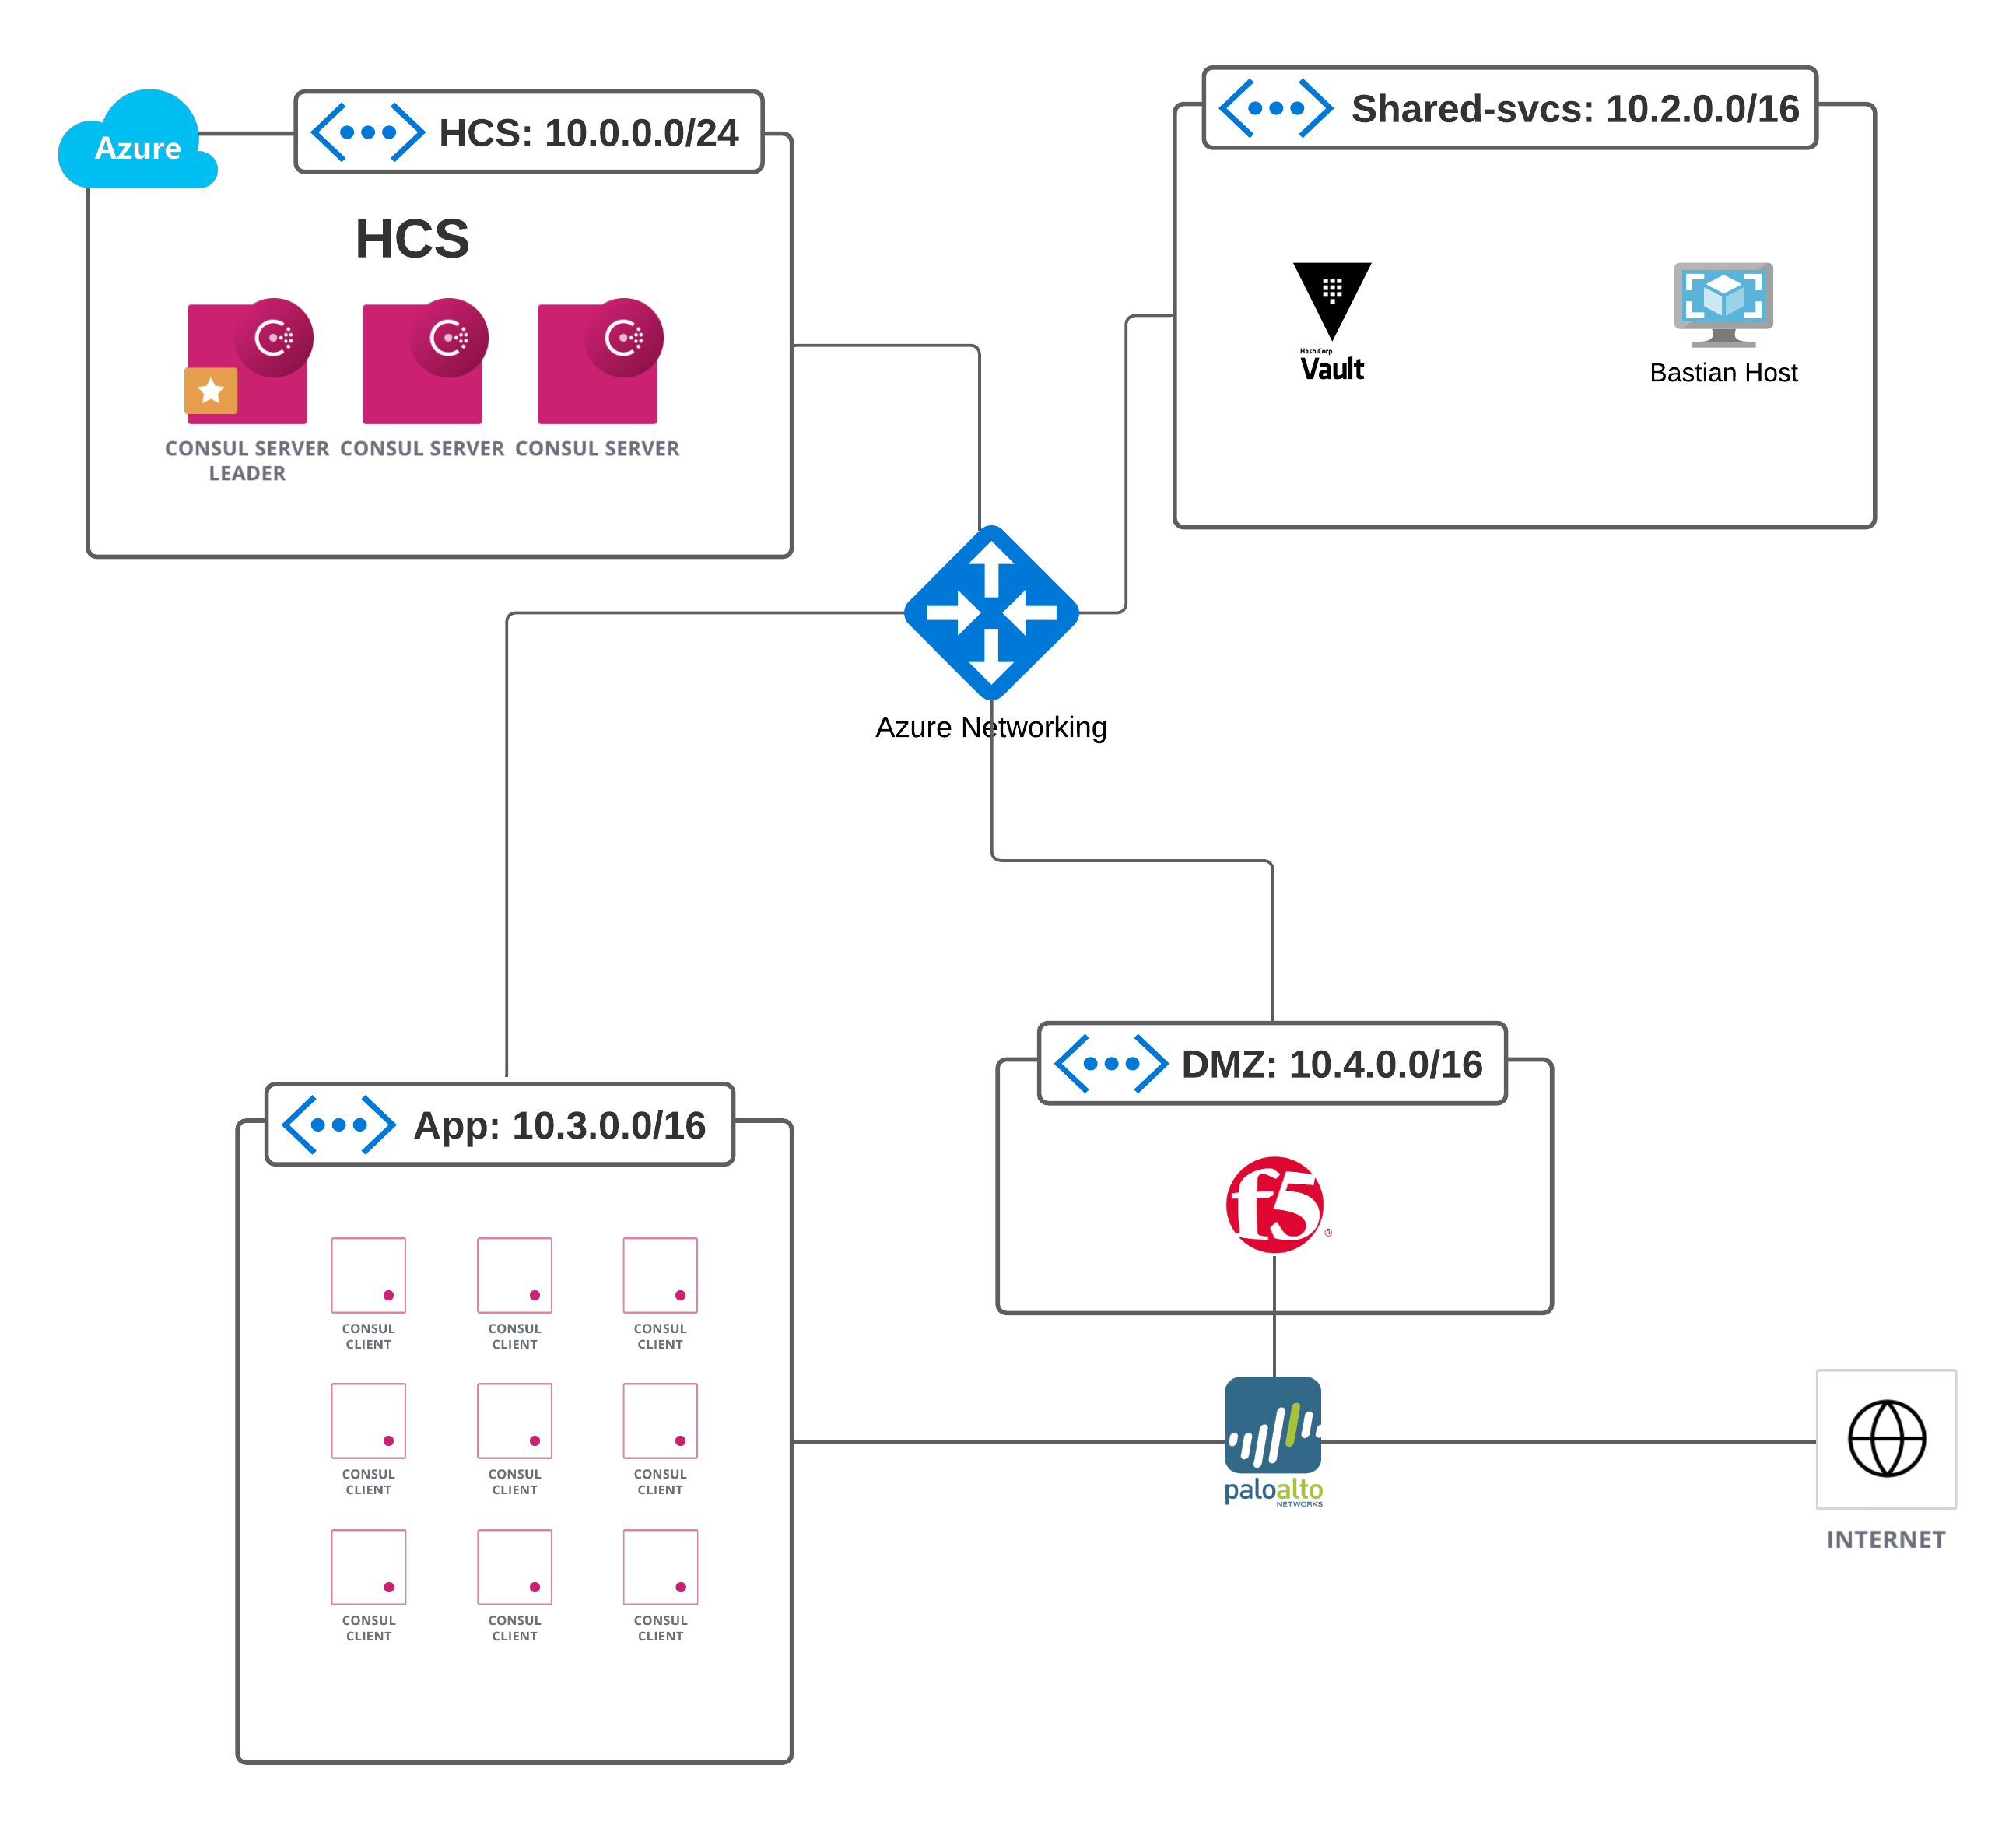 Azure
HCS: 10.0.0.0/24
HCS
CONSUL SERVER
LEADER
CONSUL SERVER
CONSUL SERVER
Shared-svcs: 10.2.0.0/16
HashiCorp
Vault
Bastian Host
Azure Networking
App: 10.3.0.0/16
CONSUL
CLIENT
CONSUL
CLIENT
CONSUL
CLIENT
CONSUL
CLIENT
CONSUL
CLIENT
CONSUL
CLIENT
CONSUL
CLIENT
CONSUL
CLIENT
CONSUL
CLIENT
DMZ: 10.4.0.0/16
f5®
paloalto
NETWORKS
INTERNET